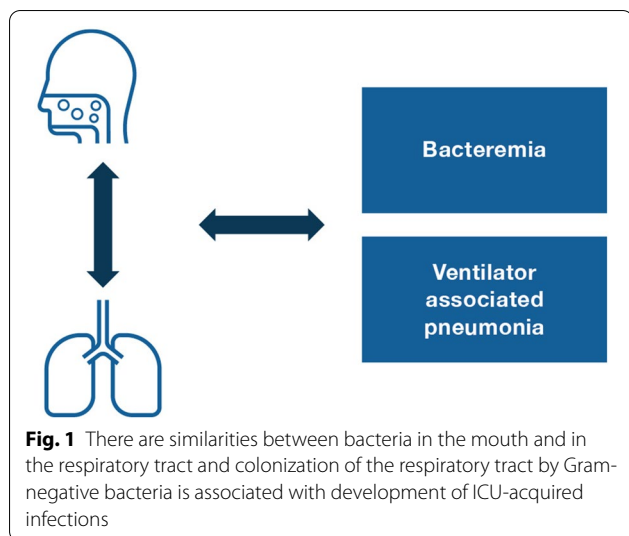 Bacteremia
Ventilator
associated
pneumonia
Fig. 1 There are similarities between bacteria in the mouth and in
the respiratory tract and colonization of the respiratory tract by Gram-
negative bacteria is associated with development of ICU-acquired
infections